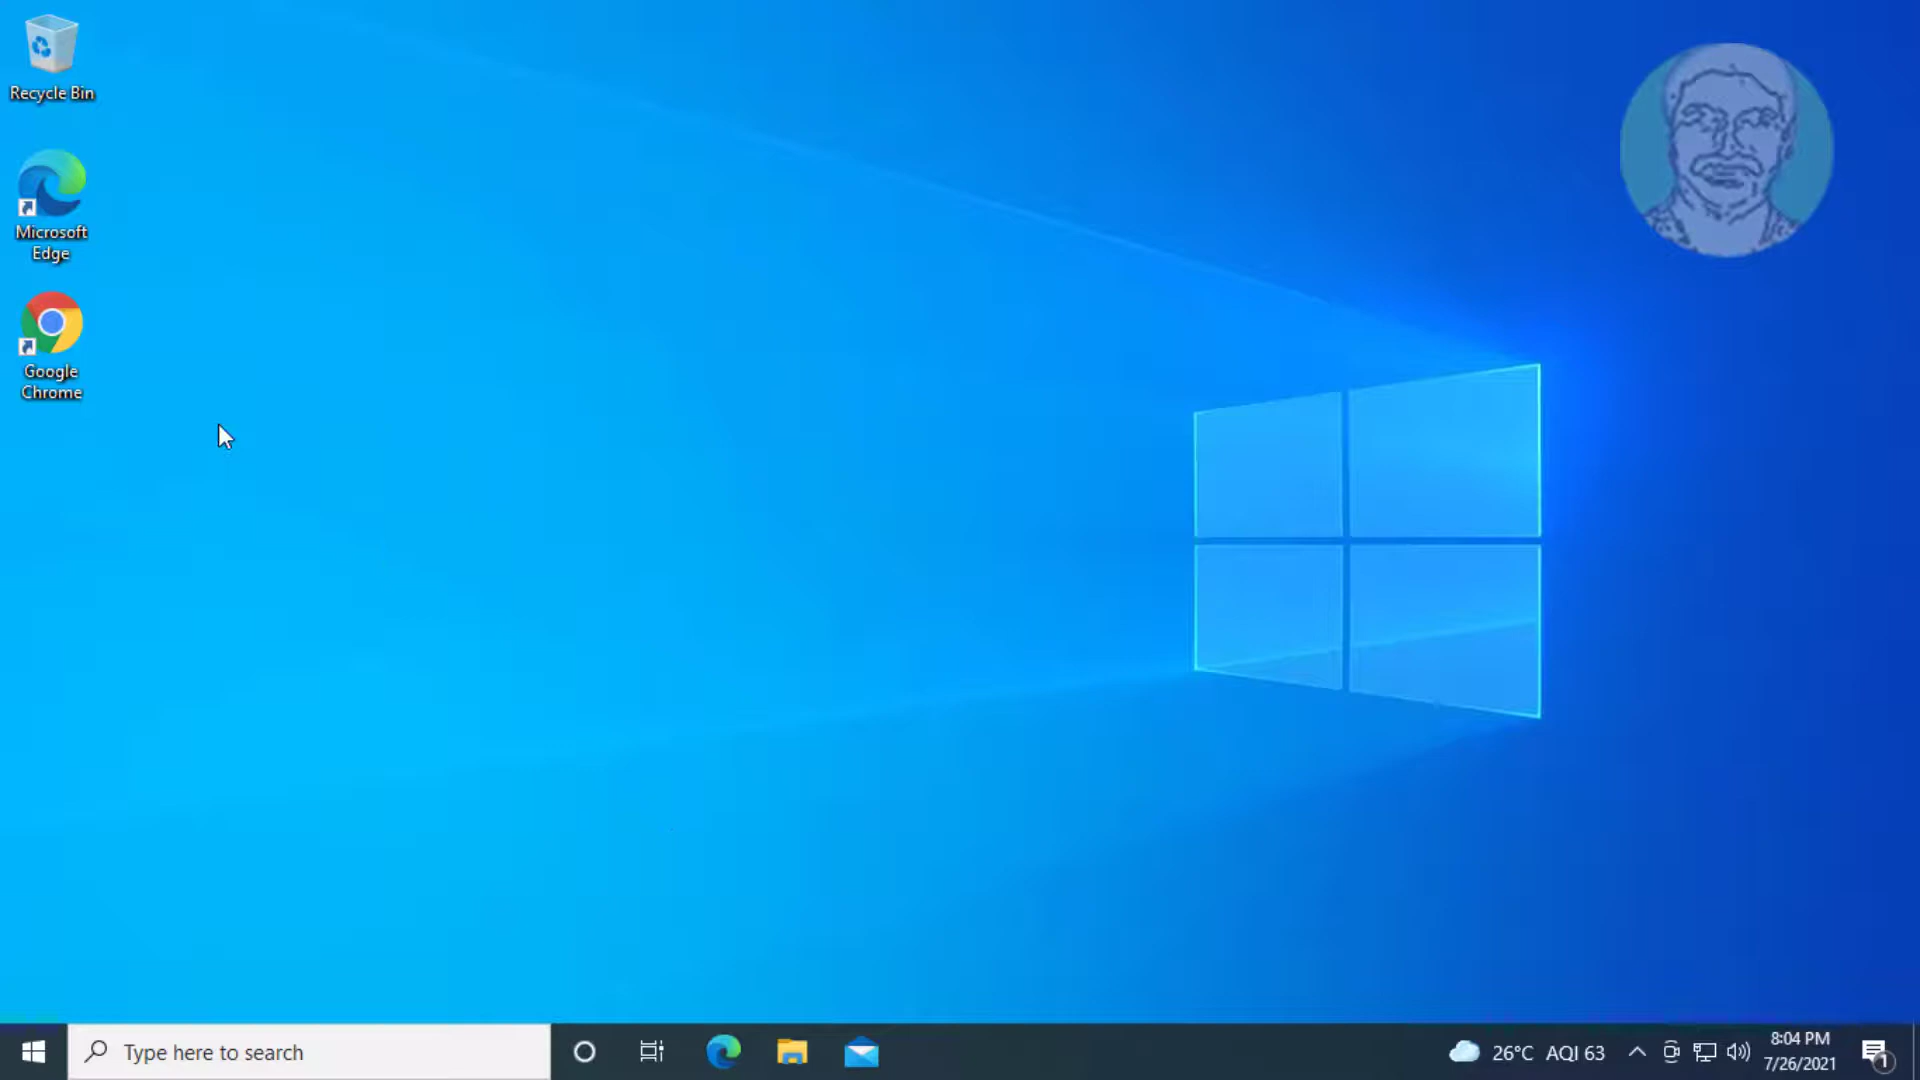 Recycle Bin
Microsoft
Edge
Google
Chrome
Type here to search
26°C AQI 63
8:04 PM
7/26/2021
1